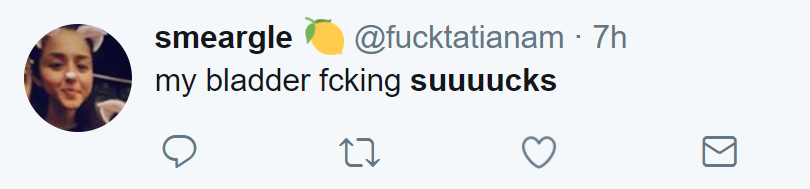 smeargle 🍋 @fucktatianam · 7h
my bladder fcking suuuucks